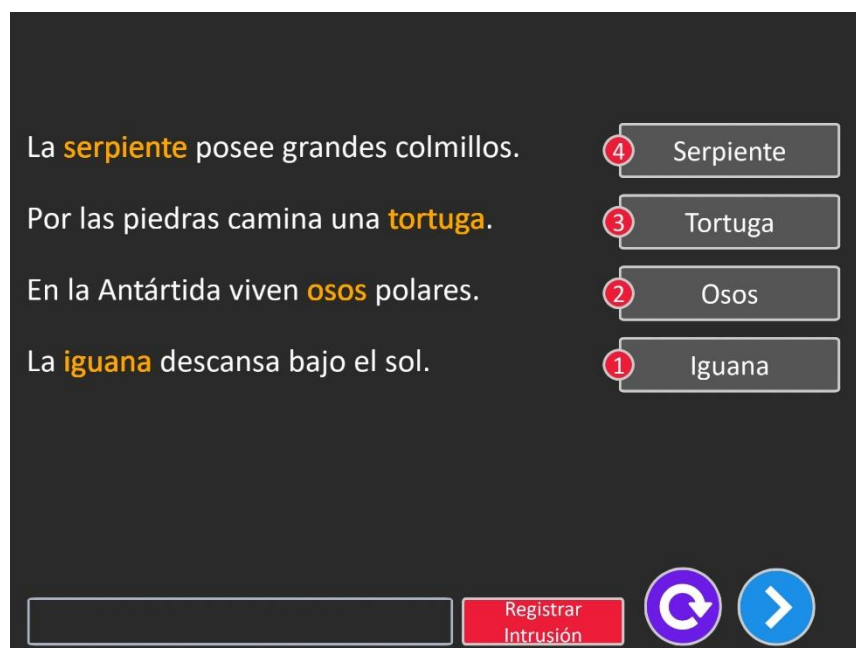 La serpiente posee grandes colmillos.
4 Serpiente
Por las piedras camina una tortuga.
3 Tortuga
En la Antártida viven osos polares.
2 Osos
La iguana descansa bajo el sol.
1 Iguana
Registrar
Intrusión